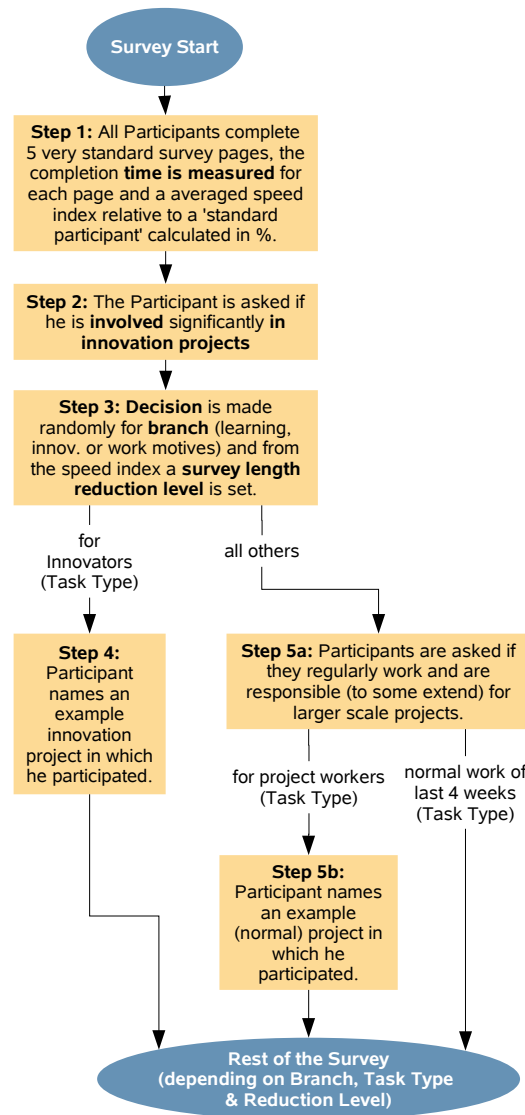 Survey Start
Step 1: All Participants complete
5 very standard survey pages, the
completion time is measured for
each page and a averaged speed
index relative to a 'standard
participant' calculated in %.
Step 2: The Participant is asked if
he is involved significantly in
innovation projects
Step 3: Decision is made
randomly for branch (learning,
innov. or work motives) and from
the speed index a survey length
reduction level is set.
for
Innovators
(Task Type)
all others
Step 4:
Participant
names an
example
innovation
project in which
he participated.
Step 5a: Participants are asked if
they regularly work and are
responsible (to some extend) for
larger scale projects.
for project workers
(Task Type)
normal work of
last 4 weeks
(Task Type)
Step 5b:
Participant names
an example
(normal) project in
which he
participated.
Rest of the Survey
(depending on Branch, Task Type
& Reduction Level)